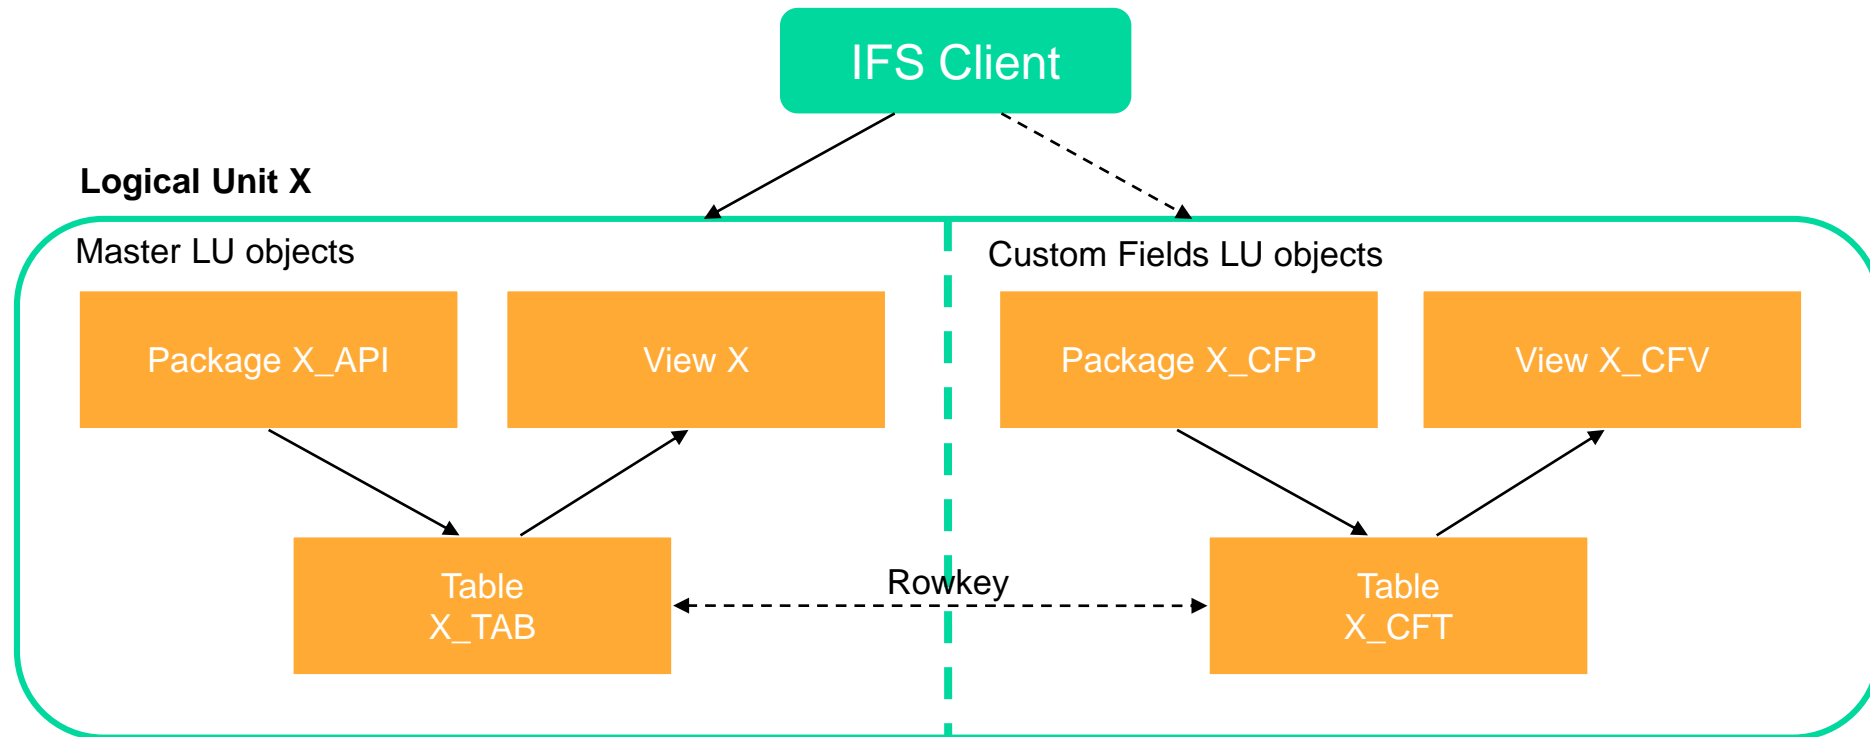 IFS Client
Logical Unit X
Master LU objects
Custom Fields LU objects
Package X_API
View X
Package X_CFP
View X_CFV
Rowkey
Table
X_TAB
Table
X_CFT